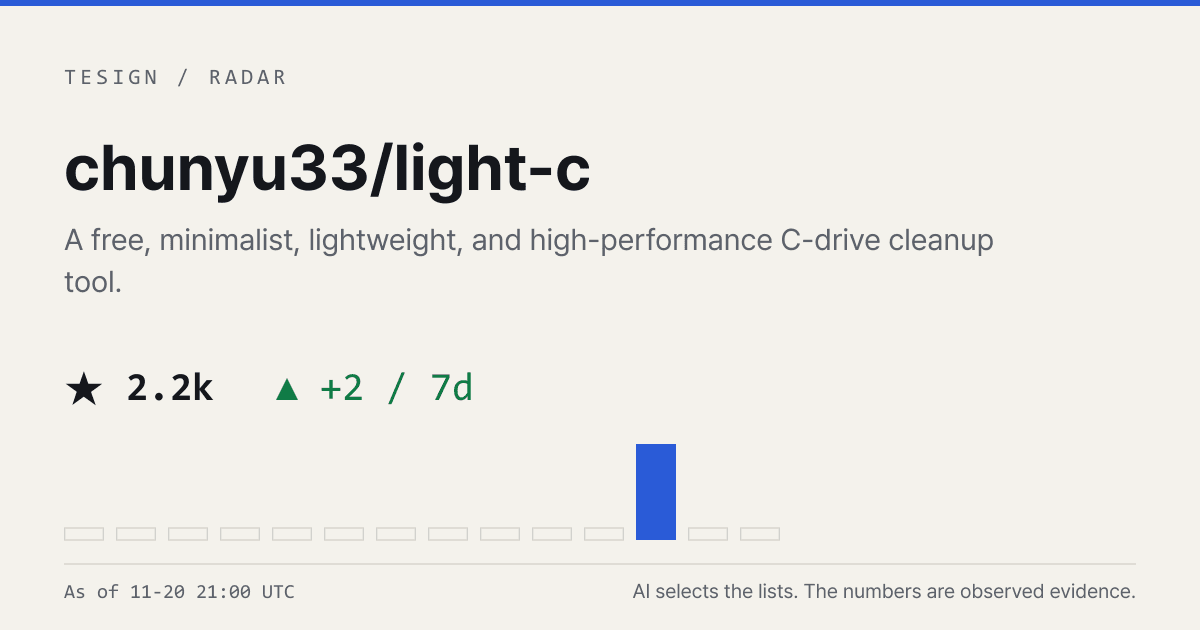 TESIGN / RADAR
chunyu33/light-c
A free, minimalist, lightweight, and high-performance C-drive cleanup
tool.
★ 2.2k ▲ +2 / 7d
As of 11-20 21:00 UTC
AI selects the lists. The numbers are observed evidence.